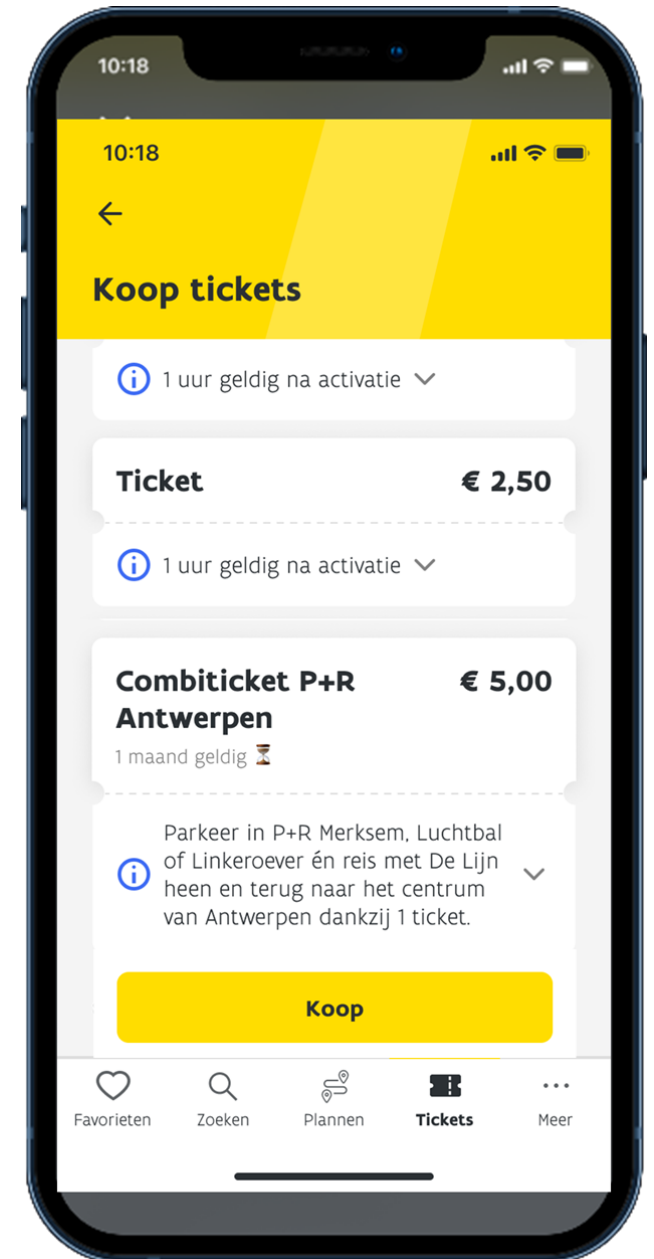 10:18
10:18
Koop tickets
1 uur geldig na activatie
Ticket € 2,50
1 uur geldig na activatie
Combiticket P+R € 5,00
Antwerpen
1 maand geldig
Parkeer in P+R Merksem, Luchtbal
of Linkeroever én reis met De Lijn
heen en terug naar het centrum
van Antwerpen dankzij 1 ticket.
Koop
Favorieten Zoeken Plannen Tickets Meer